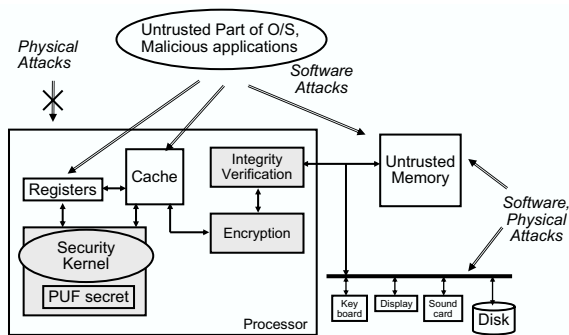 Untrusted Part of O/S,
Malicious applications
Physical
Attacks
Software
Attacks
Integrity
Verification
Untrusted
Memory
Cache
Registers
Encryption
Software,
Physical
Attacks
Security
Kernel
PUF secret
Key
board
Display
Sound
card
Disk
Processor